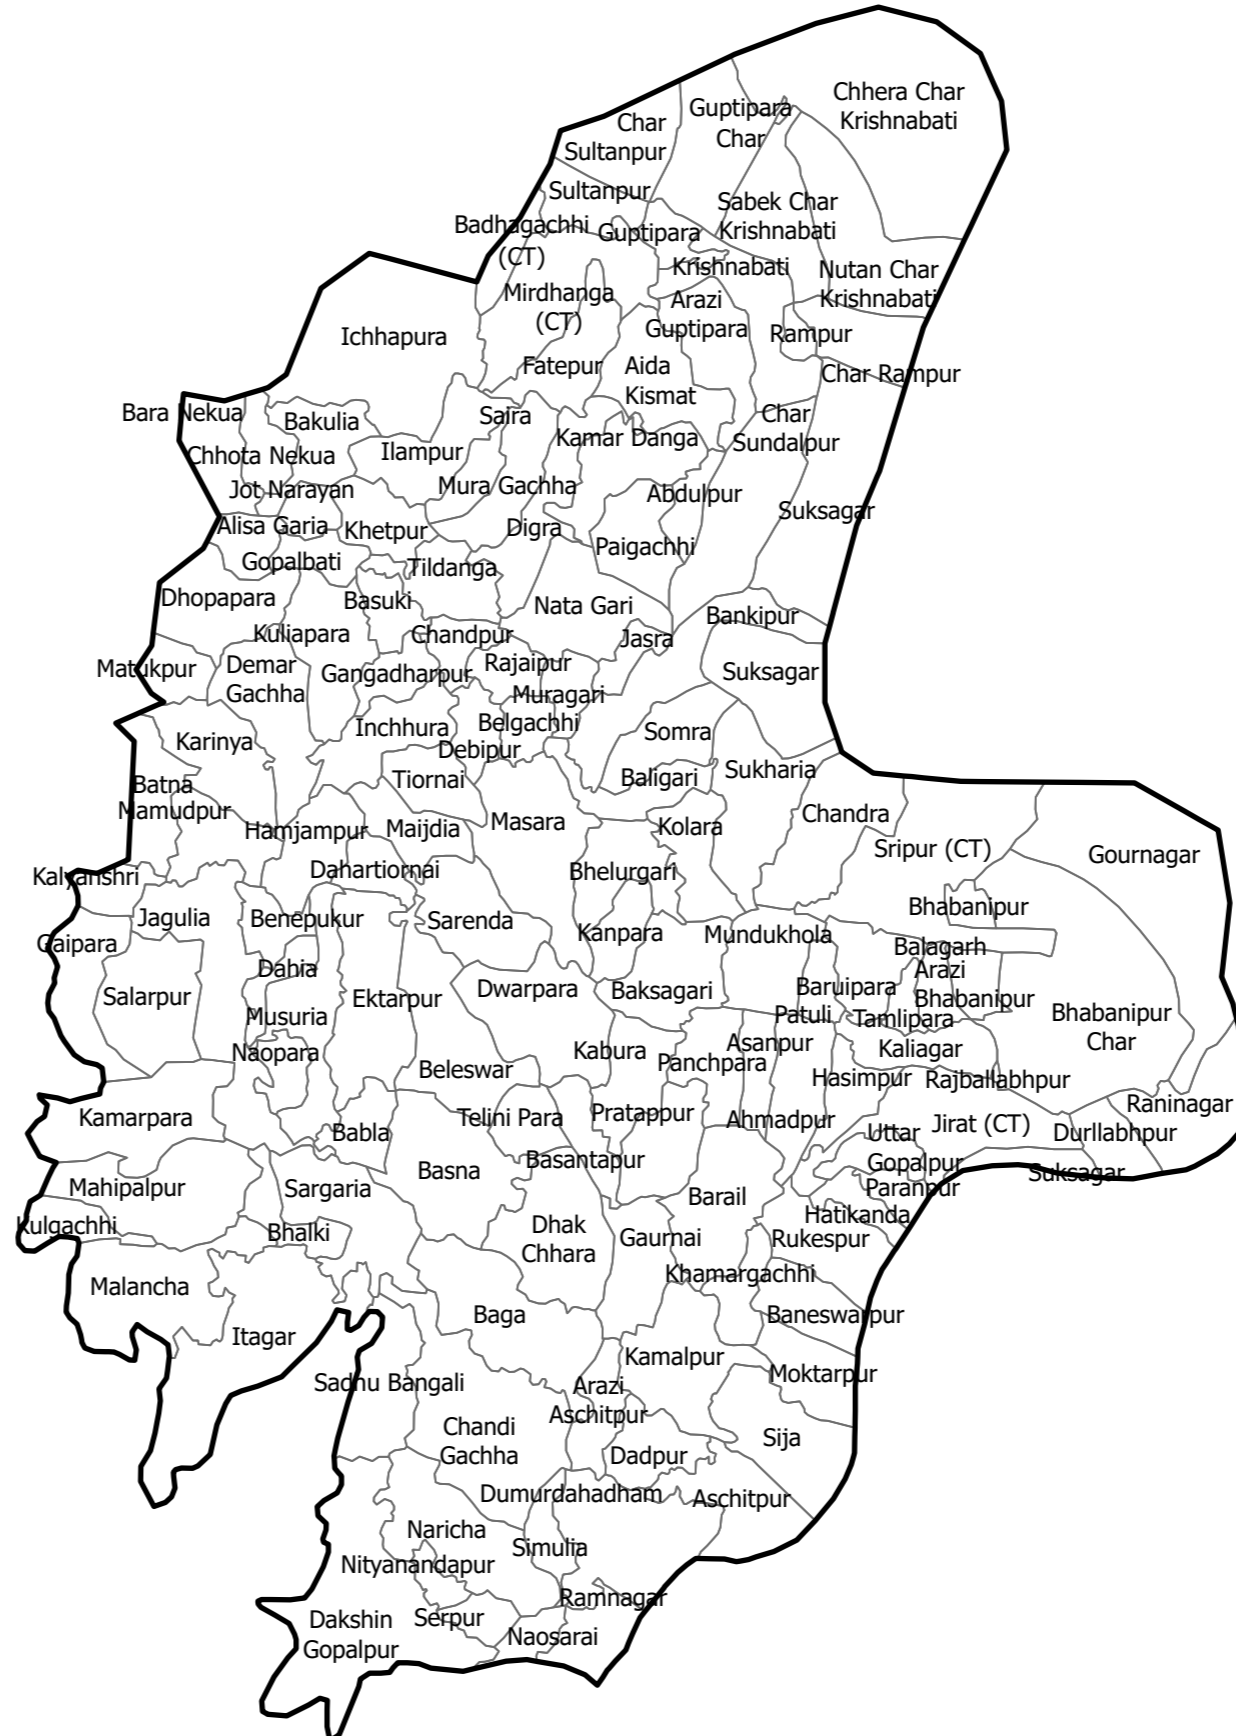 Chhera Char
Krishnabati
Guptipara
Char
Char
Sultanpur
Sultanpur
Sabek Char
Krishnabati
Badhagachhi
(CT)
Guptipara
Krishnabati
Nutan Char
Krishnabati
Mirdhanga
(CT)
Arazi
Guptipara
Rampur
Ichhapura
Fatepur
Aida
Kismat
Char Rampur
Bara Nekua
Bakulia
Saira
Char
Sundalpur
Kamar Danga
Chhota Nekua
Ilampur
Jot Narayan
Mura Gachha
Abdulpur
Suksagar
Alisa Garia
Khetpur
Digra
Paigachhi
Gopalbati
Tildanga
Dhopapara
Basuki
Nata Gari
Bankipur
Kuliapara
Chandpur
Jasra
Matukpur
Demar
Gachha
Gangadharpur
Rajaipur
Suksagar
Muragari
Inchhura
Belgachhi
Somra
Karinya
Debipur
Tiornai
Baligari
Sukharia
Batna
Mamudpur
Hamjampur
Maijdia
Masara
Kolara
Chandra
Sripur (CT)
Gournagar
Kalyanshri
Dahartiornai
Bhelurgari
Jagulia
Benepukur
Sarenda
Bhabanipur
Gaipara
Kanpara
Mundukhola
Balagarh
Dahia
Arazi
Bhabanipur
Salarpur
Ektarpur
Dwarpara
Baksagari
Baruipara
Musuria
Patuli
Tamlipara
Bhabanipur
Char
Naopara
Kabura
Asanpur
Kaliagar
Beleswar
Panchpara
Hasimpur
Rajballabhpur
Kamarpara
Babla
Telini Para
Pratappur
Ahmadpur
Raninagar
Jirat (CT)
Durllabhpur
Uttar
Gopalpur
Basna
Basantapur
Suksagar
Mahipalpur
Sargaria
Barail
Paranpur
Kulgachhi
Bhalki
Dhak
Chhara
Gaurnai
Hatikanda
Rukespur
Malancha
Khamargachhi
Itagar
Baga
Baneswarpur
Kamalpur
Sadhu Bangali
Arazi
Aschitpur
Moktarpur
Chandi
Gachha
Sija
Dadpur
Dumurdahadham
Aschitpur
Naricha
Simulia
Nityanandapur
Ramnagar
Dakshin
Gopalpur
Serpur
Naosarai